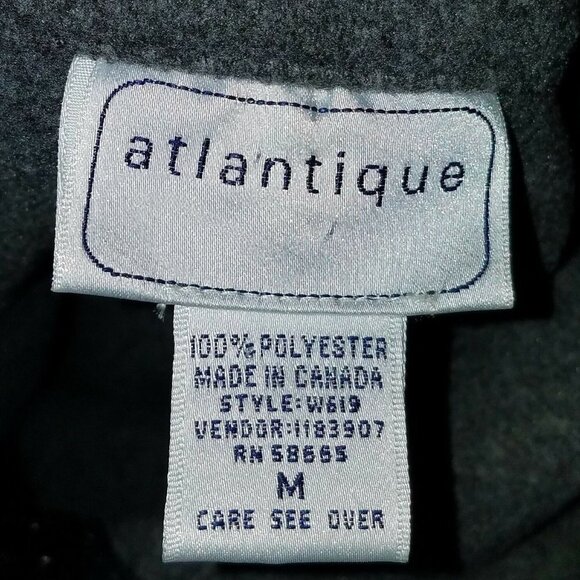 atlantique
100% POLYESTER
MADE IN CANADA
STYLE: W619
VENDOR: 1183907
RN 58665
M
CARE SEE OVER